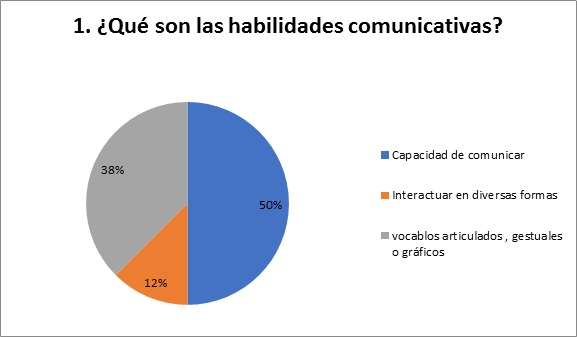 1. ¿Qué son las habilidades comunicativas?
38%
50%
12%
Capacidad de comunicar
Interactuar en diversas formas
vocablos articulados , gestuales
o gráficos